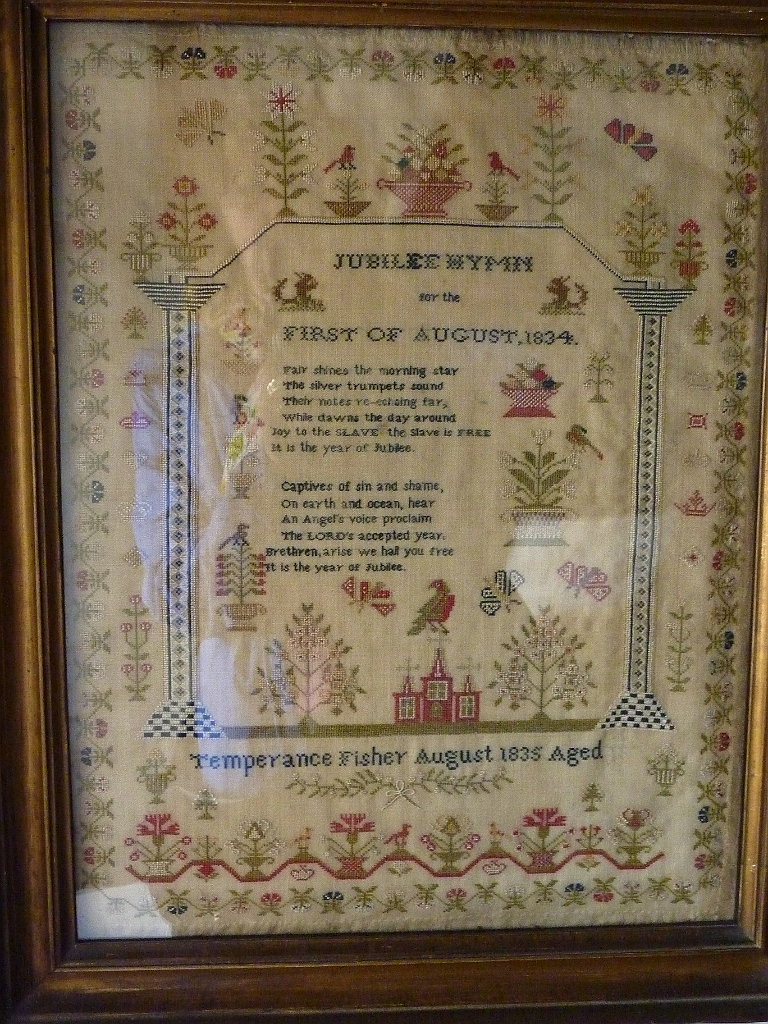 JUBILEE HYMN
for the
FIRST OF AUGUST, 1834.
Fair shines the morning star
The silver trumpets sound
Their notes re-echoing far,
While dawns the day around
Joy to the SLAVE the Slave is FREE
It is the year of Jubilee.
Captives of sin and shame,
On earth and ocean, hear
An Angel's voice proclaim
The LORD's accepted year.
Brethren, arise we hail you free
It is the year of Jubilee.
Temperance Fisher August 1835 Aged